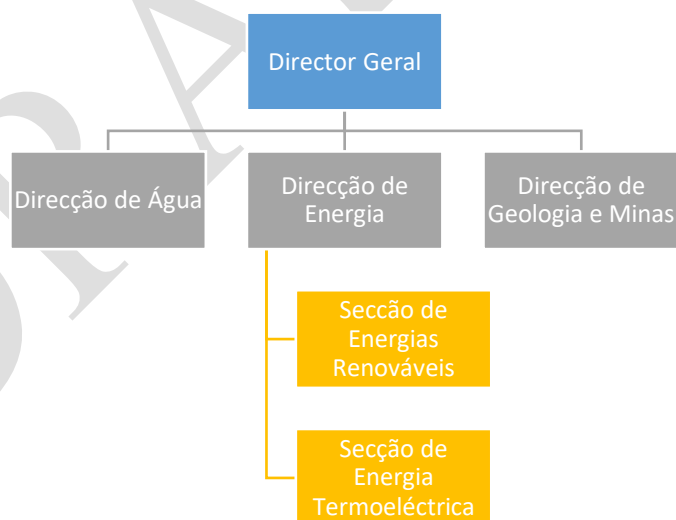 Director Geral
Direcção de Água
Direcção de
Energia
Direcção de
Geologia e Minas
Seccão de
Energias
Renováveis
Secção de
Energia
Termoeléctrica